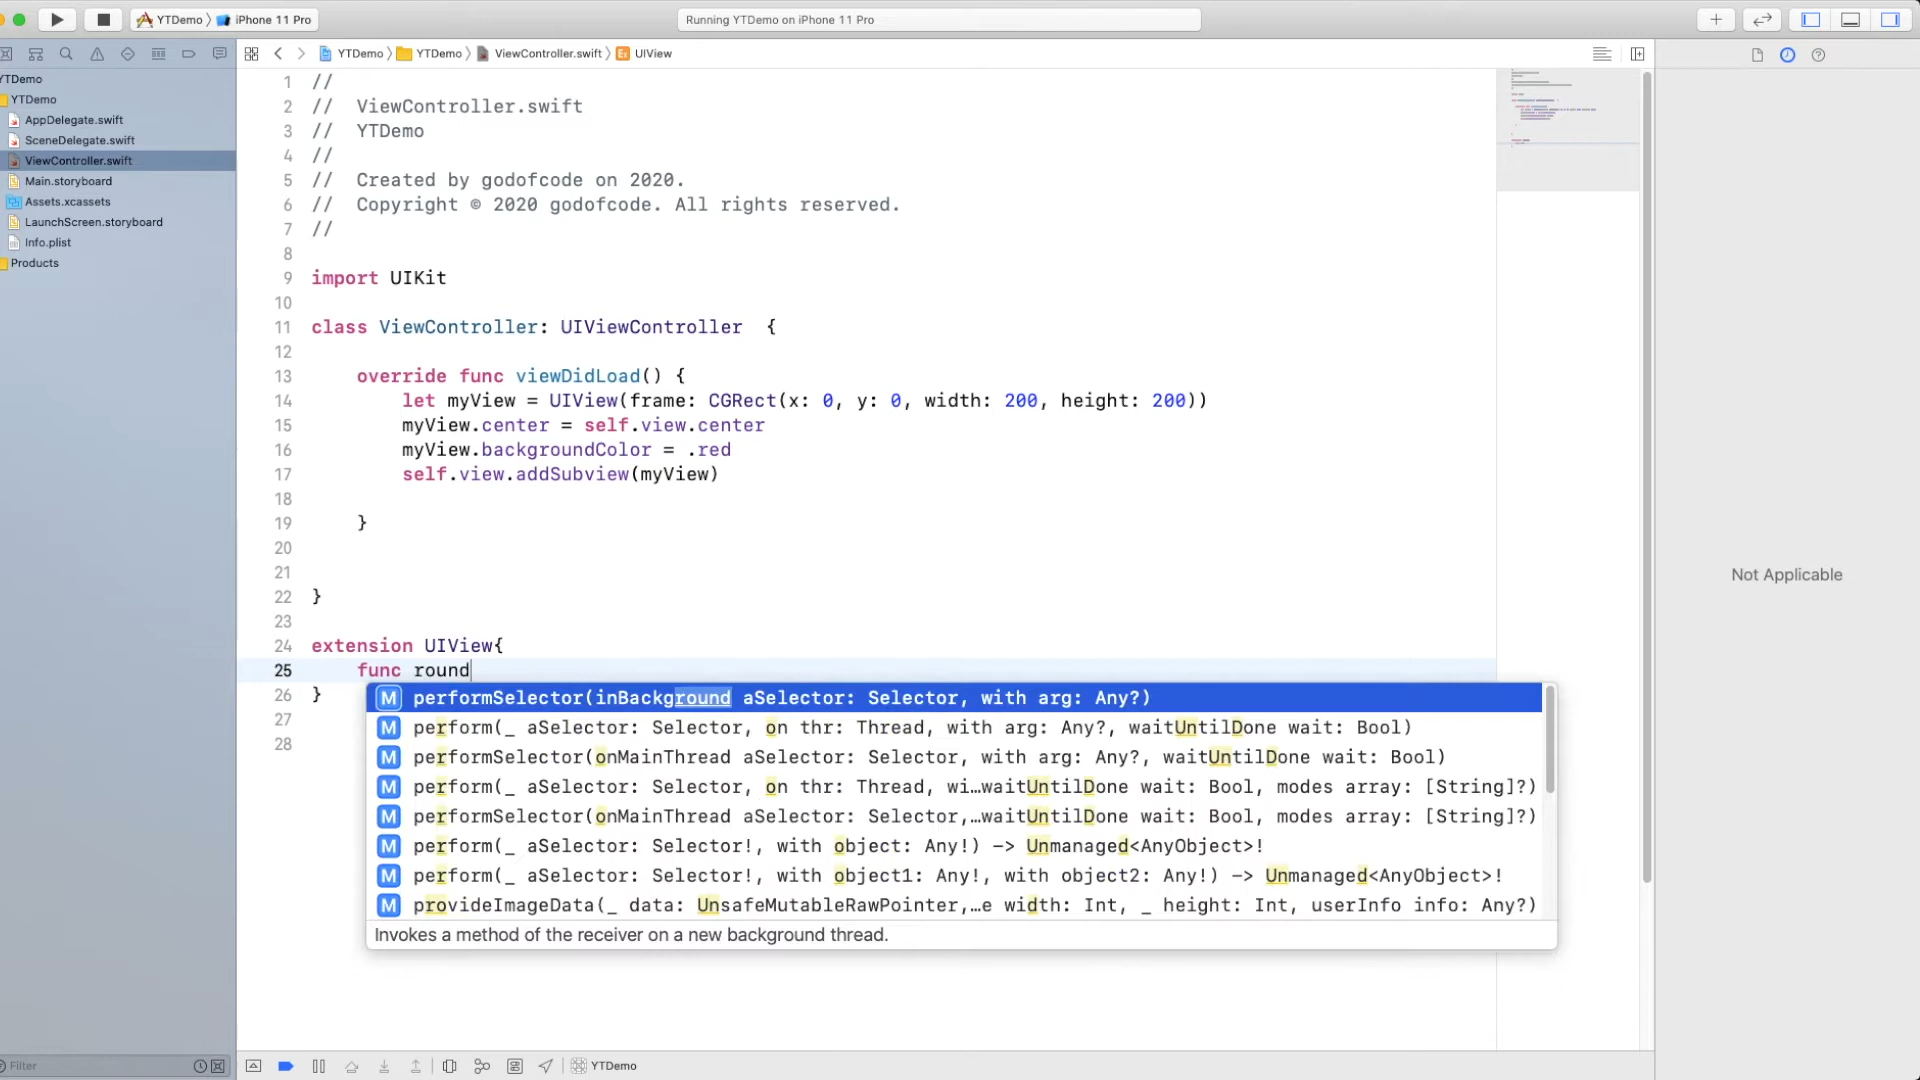 YTDemo
iPhone 11 Pro
Running YTDemo on iPhone 11 Pro
YTDemo
YTDemo
ViewController.swift
Ex
UIView
YTDemo
YTDemo
AppDelegate.swift
SceneDelegate.swift
ViewController.swift
Main.storyboard
Assets.xcassets
LaunchScreen.storyboard
Info.plist
Products
1 //
2 //  ViewController.swift
3 //  YTDemo
4 //
5 //  Created by godofcode on 2020.
6 //  Copyright © 2020 godofcode. All rights reserved.
7 //
8
9 import UIKit
10
11 class ViewController: UIViewController  {
12
13     override func viewDidLoad() {
14         let myView = UIView(frame: CGRect(x: 0, y: 0, width: 200, height: 200))
15         myView.center = self.view.center
16         myView.backgroundColor = .red
17         self.view.addSubview(myView)
18
19     }
20
21
22 }
23
24 extension UIView{
25     func round
26 }
27
28
M performSelector(inBackground aSelector: Selector, with arg: Any?)
M perform(_ aSelector: Selector, on thr: Thread, with arg: Any?, waitUntilDone wait: Bool)
M performSelector(onMainThread aSelector: Selector, with arg: Any?, waitUntilDone wait: Bool)
M perform(_ aSelector: Selector, on thr: Thread, wi…waitUntilDone wait: Bool, modes array: [String]?)
M performSelector(onMainThread aSelector: Selector,…waitUntilDone wait: Bool, modes array: [String]?)
M perform(_ aSelector: Selector!, with object: Any!) -> Unmanaged<AnyObject>!
M perform(_ aSelector: Selector!, with object1: Any!, with object2: Any!) -> Unmanaged<AnyObject>!
M provideImageData(_ data: UnsafeMutableRawPointer,…e width: Int, _ height: Int, userInfo info: Any?)
Invokes a method of the receiver on a new background thread.
Not Applicable
Filter
YTDemo